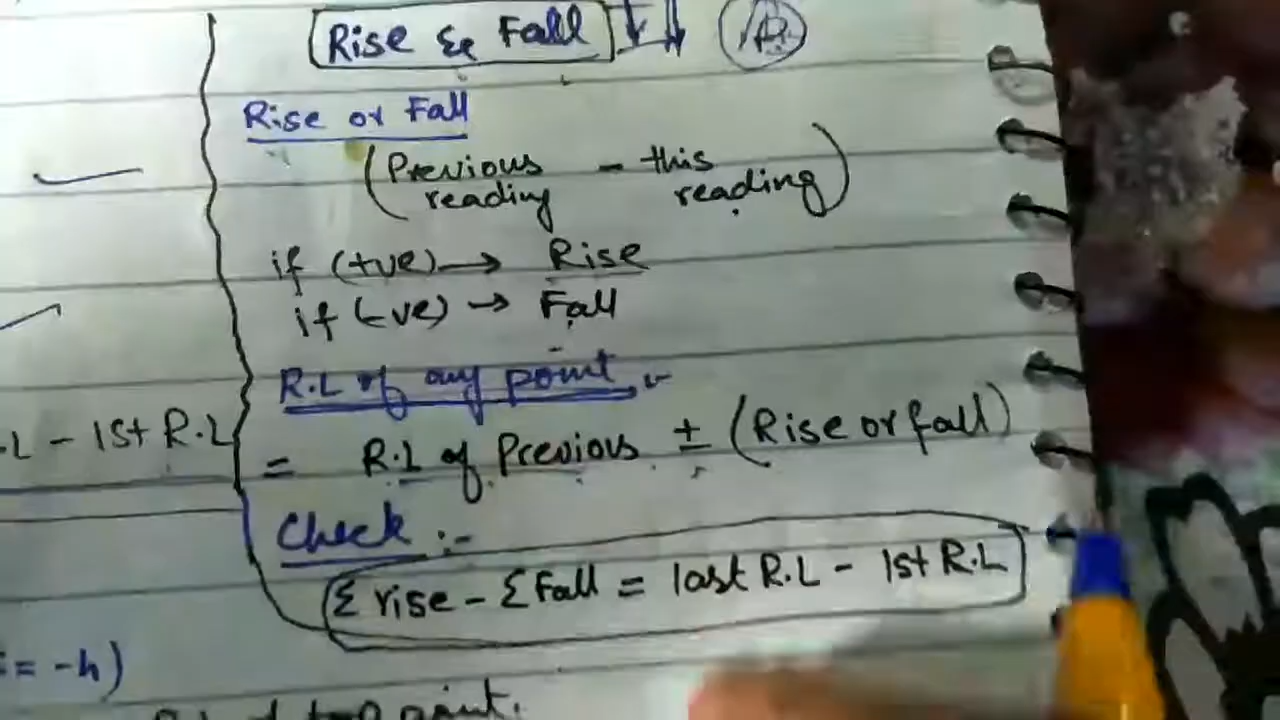 Rise & Fall
Rise or Fall
(Previous reading - this reading)
if (+ve) → Rise
if (-ve) → Fall
R.L of any point :-
.L - 1st R.L
= R.L of Previous ± (Rise or fall)
Check :-
Σ rise - Σ Fall = last R.L - 1st R.L
= -h)
point.